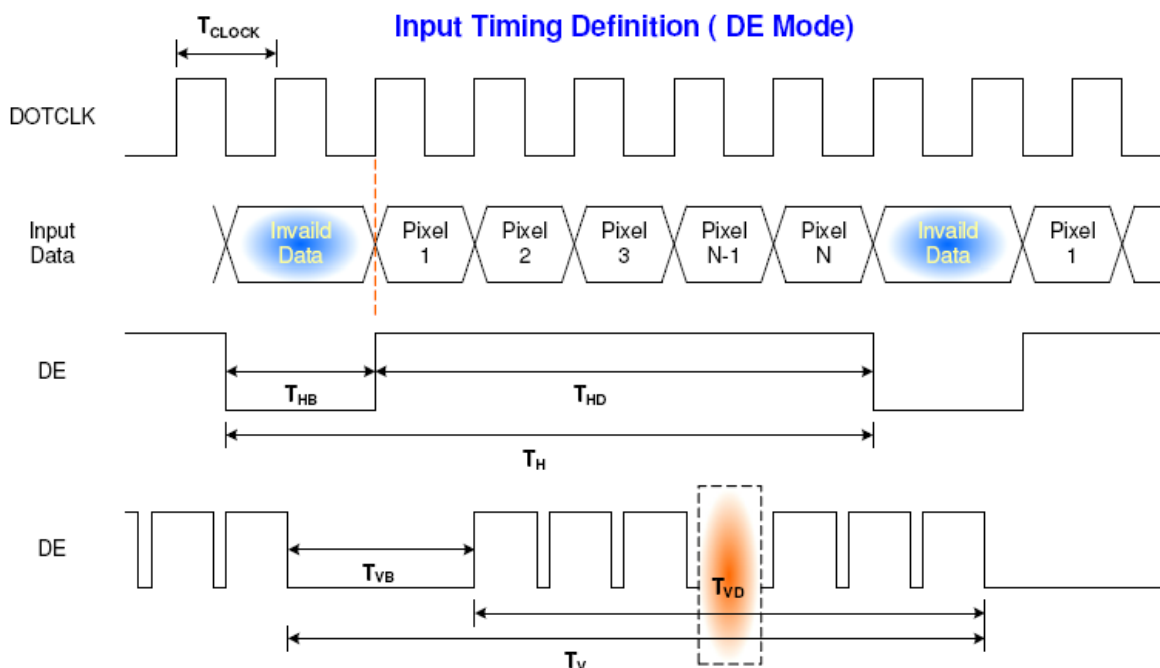 Input Timing Definition ( DE Mode)
TCLOCK
DOTCLK
Input
Data
Invaild
Data
Pixel
1
Pixel
2
Pixel
3
Pixel
N-1
Pixel
N
Invaild
Data
Pixel
1
DE
THB
THD
TH
DE
TVB
TVD
TV